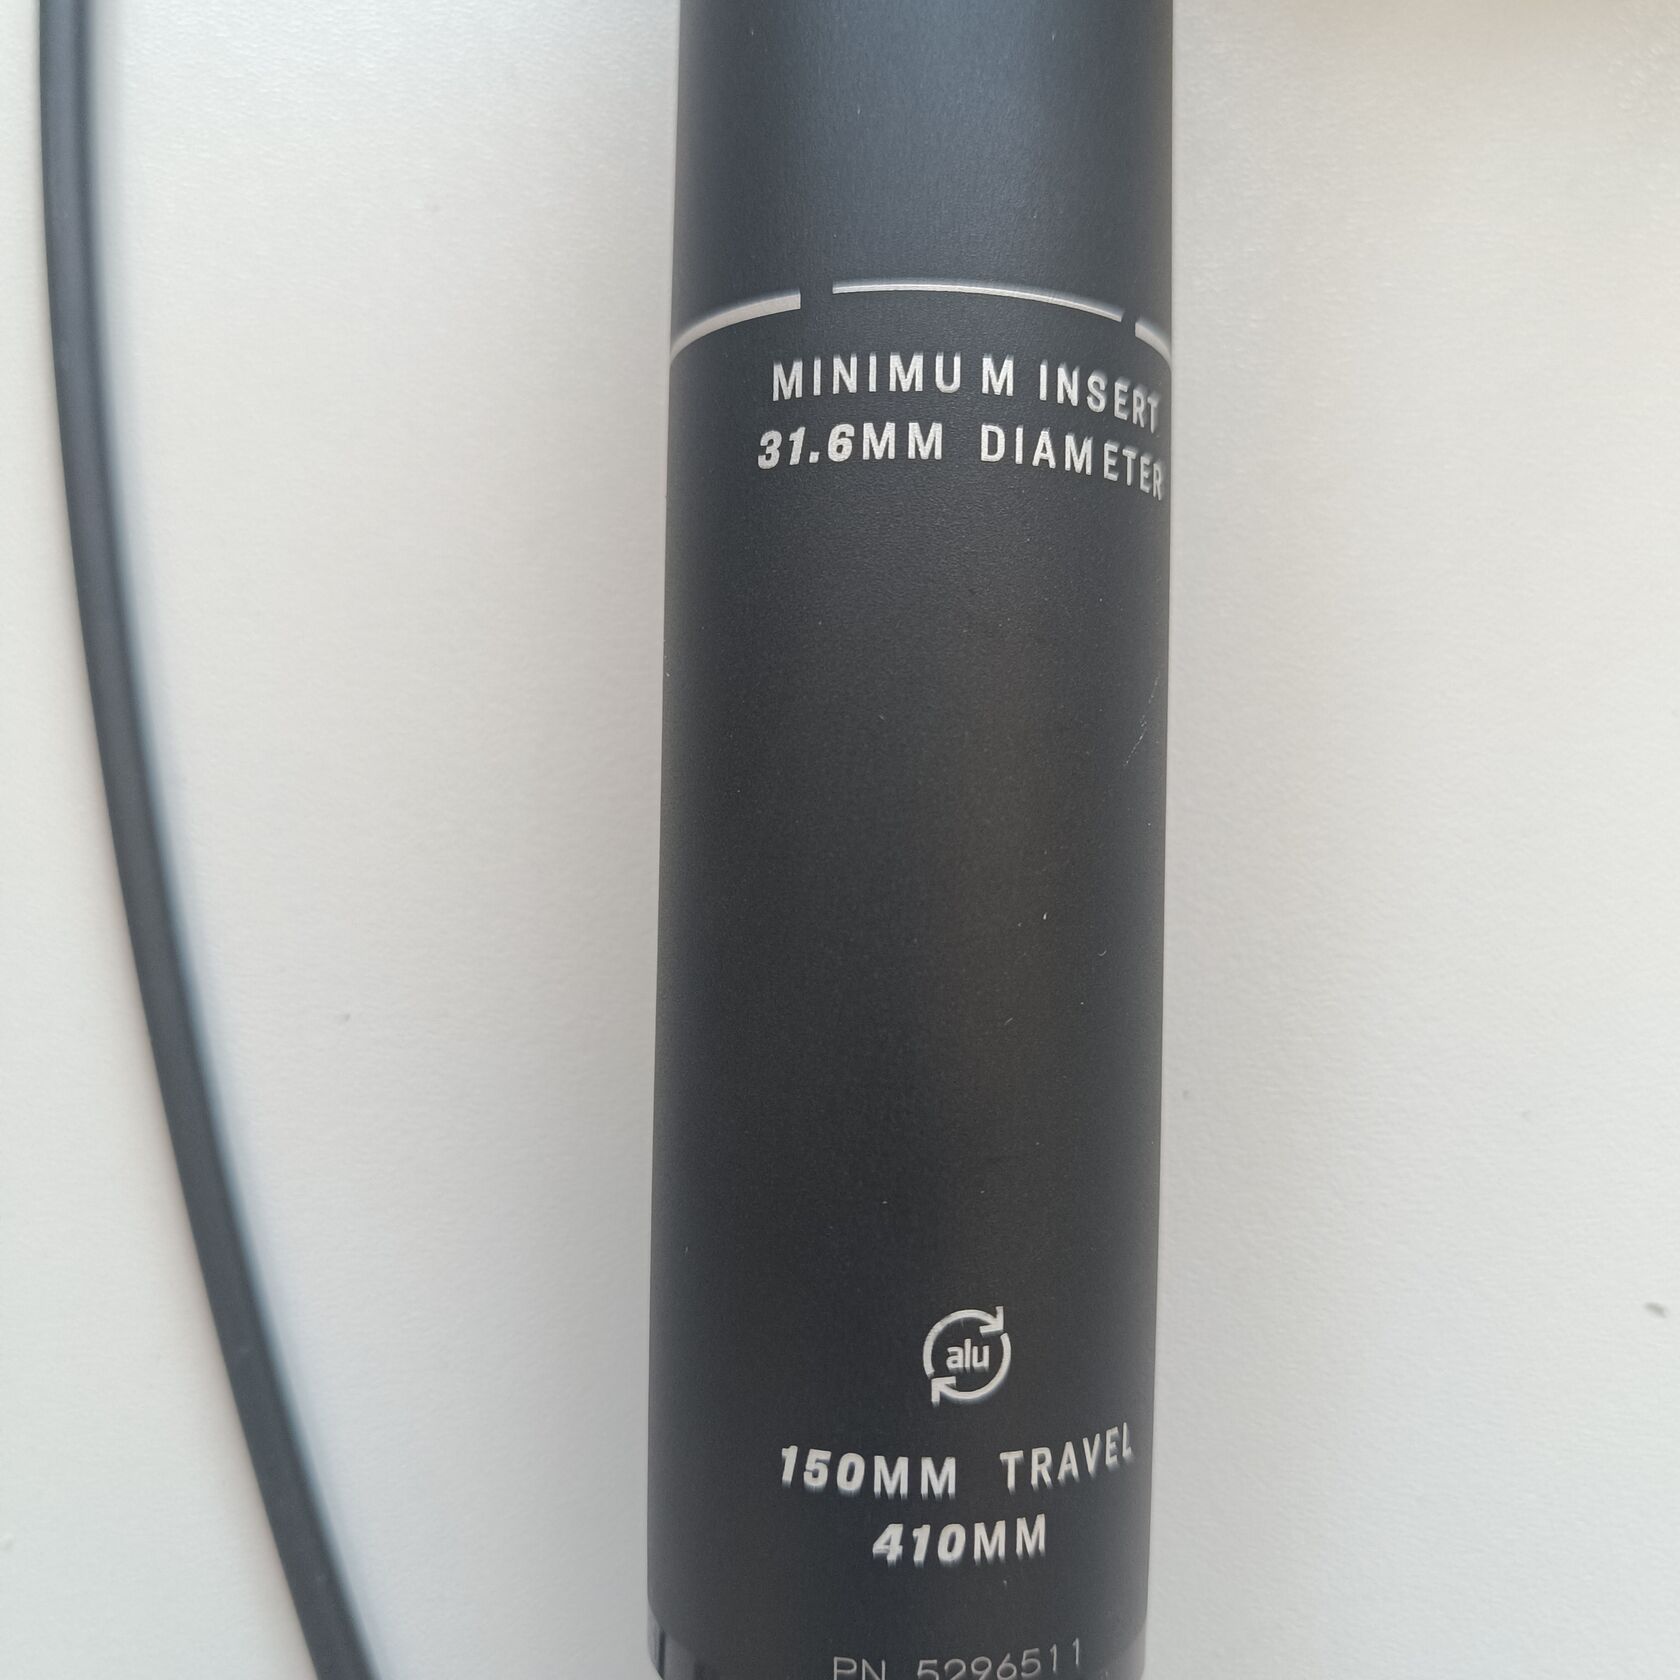 MINIMUM INSERT
31.6MM DIAMETER
alu
150MM TRAVEL
410MM
PN 5296511